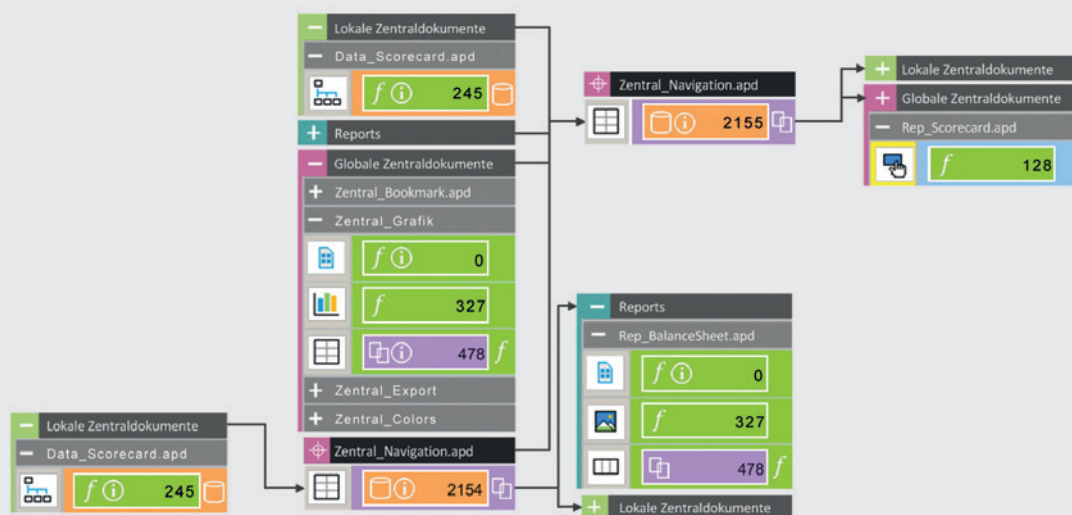 Lokale Zentraldokumente
Data_Scorecard.apd
f i 245
Reports
Globale Zentraldokumente
Zentral_Bookmark.apd
Zentral_Grafik
f i 0
f 327
i 478 f
Zentral_Export
Zentral_Colors
Zentral_Navigation.apd
i 2154
Lokale Zentraldokumente
Data_Scorecard.apd
f i 245
Zentral_Navigation.apd
i 2155
Lokale Zentraldokumente
Globale Zentraldokumente
Rep_Scorecard.apd
f 128
Reports
Rep_BalanceSheet.apd
f i 0
f 327
478 f
Lokale Zentraldokumente